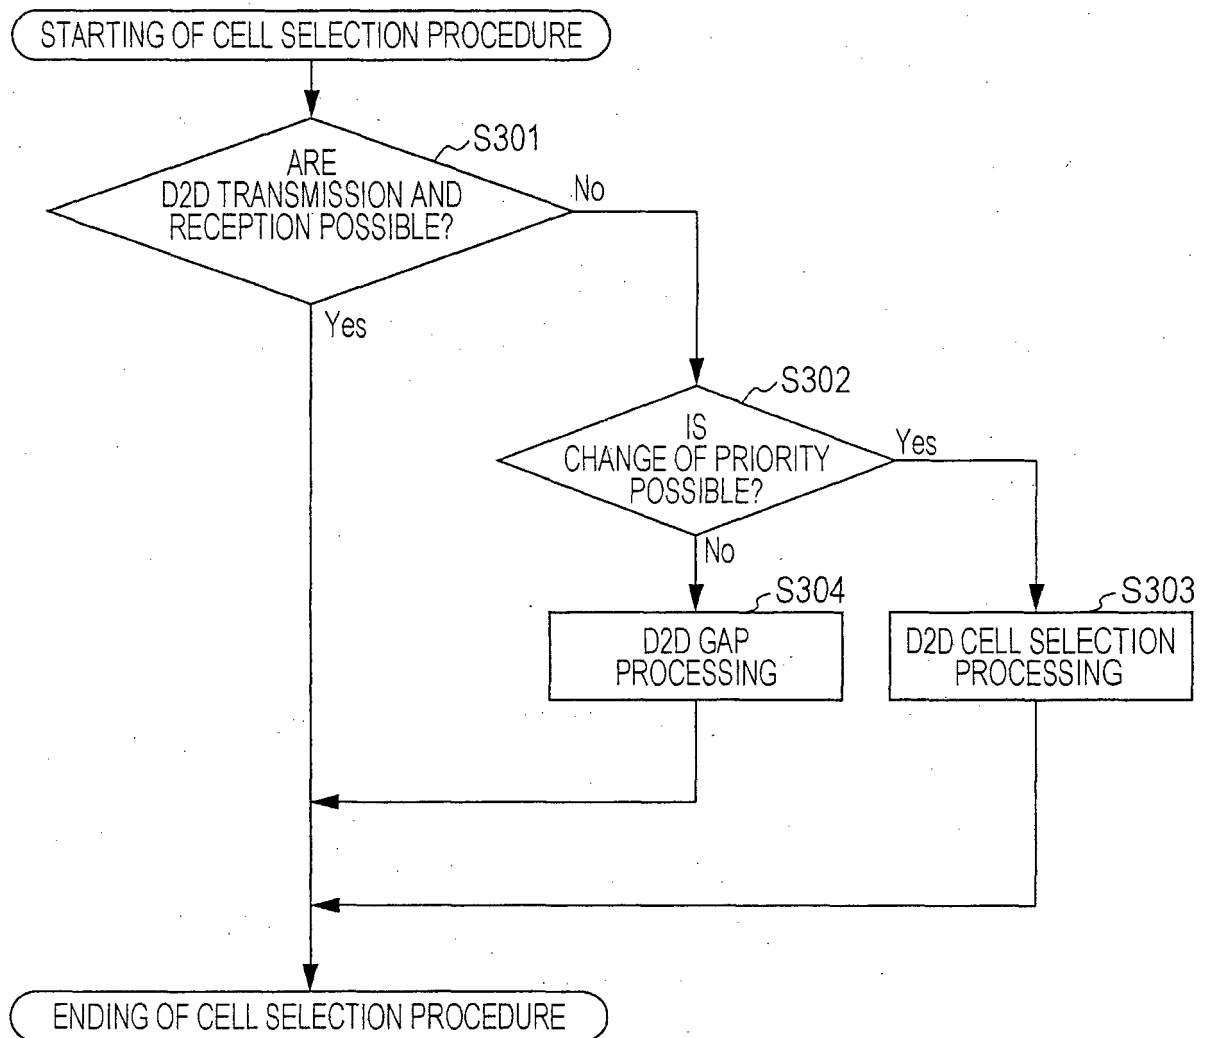 STARTING OF CELL SELECTION PROCEDURE
S301
ARE
D2D TRANSMISSION AND
RECEPTION POSSIBLE?
No
Yes
S302
IS
CHANGE OF PRIORITY
POSSIBLE?
Yes
No
S304
D2D GAP
PROCESSING
S303
D2D CELL SELECTION
PROCESSING
ENDING OF CELL SELECTION PROCEDURE